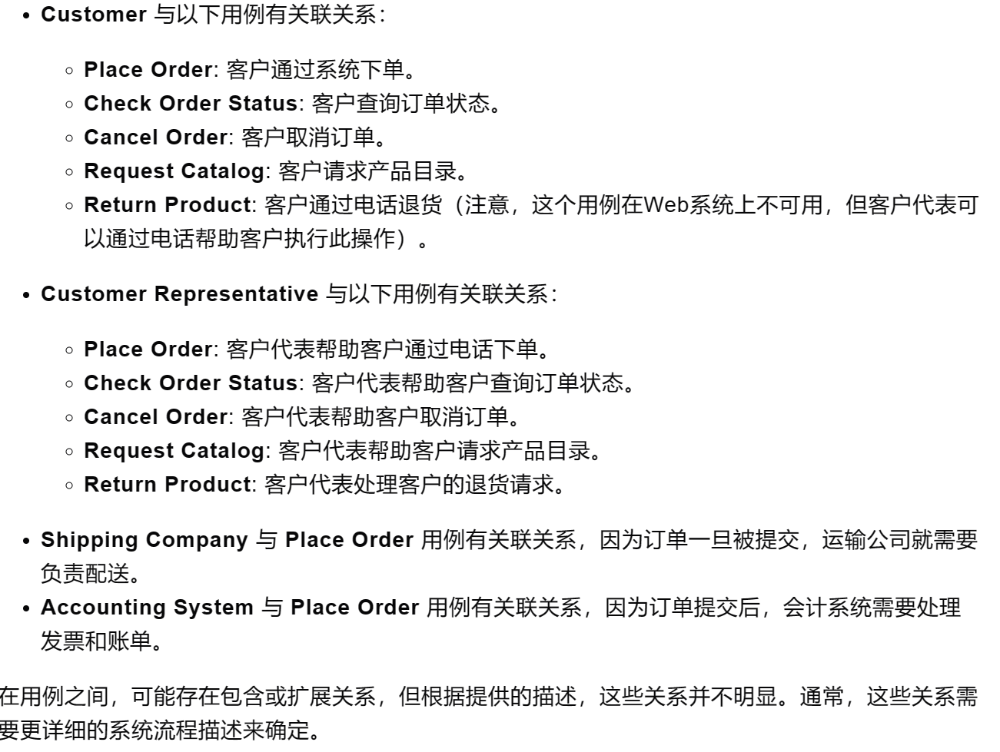 • Customer 与以下用例有关联关系：
◦ Place Order: 客户通过系统下单。
◦ Check Order Status: 客户查询订单状态。
◦ Cancel Order: 客户取消订单。
◦ Request Catalog: 客户请求产品目录。
◦ Return Product: 客户通过电话退货（注意，这个用例在Web系统上不可用，但客户代表可
以通过电话帮助客户执行此操作）。
• Customer Representative 与以下用例有关联关系：
◦ Place Order: 客户代表帮助客户通过电话下单。
◦ Check Order Status: 客户代表帮助客户查询订单状态。
◦ Cancel Order: 客户代表帮助客户取消订单。
◦ Request Catalog: 客户代表帮助客户请求产品目录。
◦ Return Product: 客户代表处理客户的退货请求。
• Shipping Company 与 Place Order 用例有关联关系，因为订单一旦被提交，运输公司就需要
负责配送。
• Accounting System 与 Place Order 用例有关联关系，因为订单提交后，会计系统需要处理
发票和账单。
在用例之间，可能存在包含或扩展关系，但根据提供的描述，这些关系并不明显。通常，这些关系需
要更详细的系统流程描述来确定。